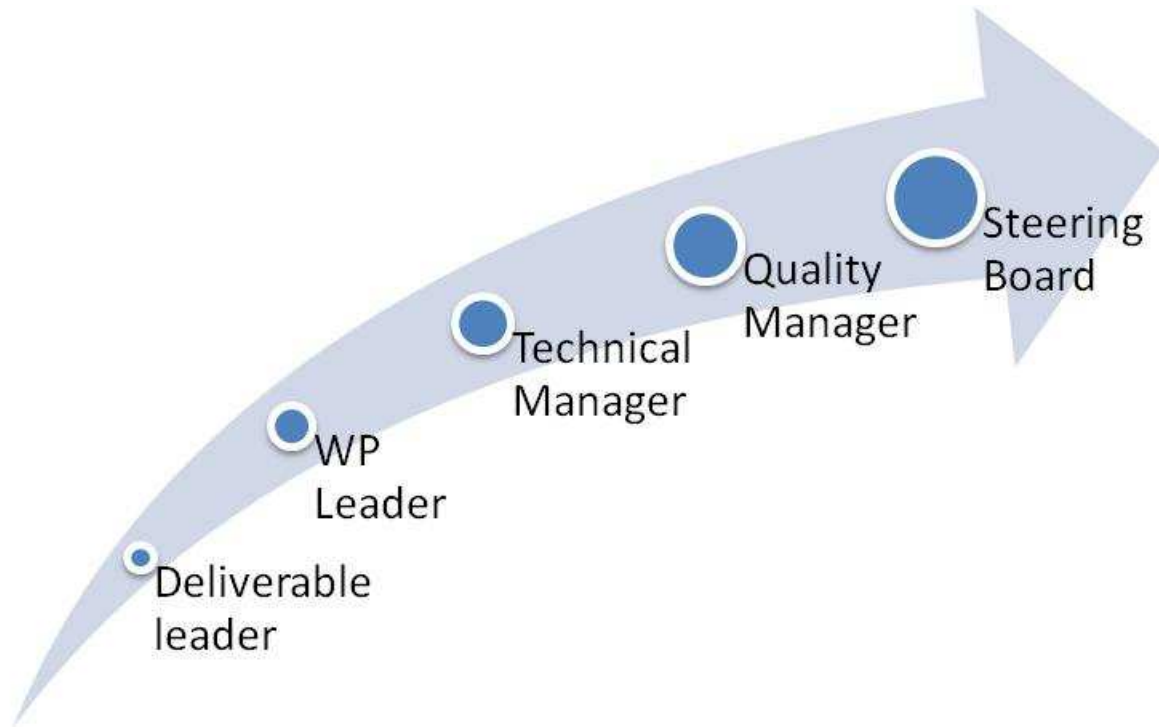 Steering
Board
Quality
Manager
Technical
Manager
WP
Leader
Deliverable
leader